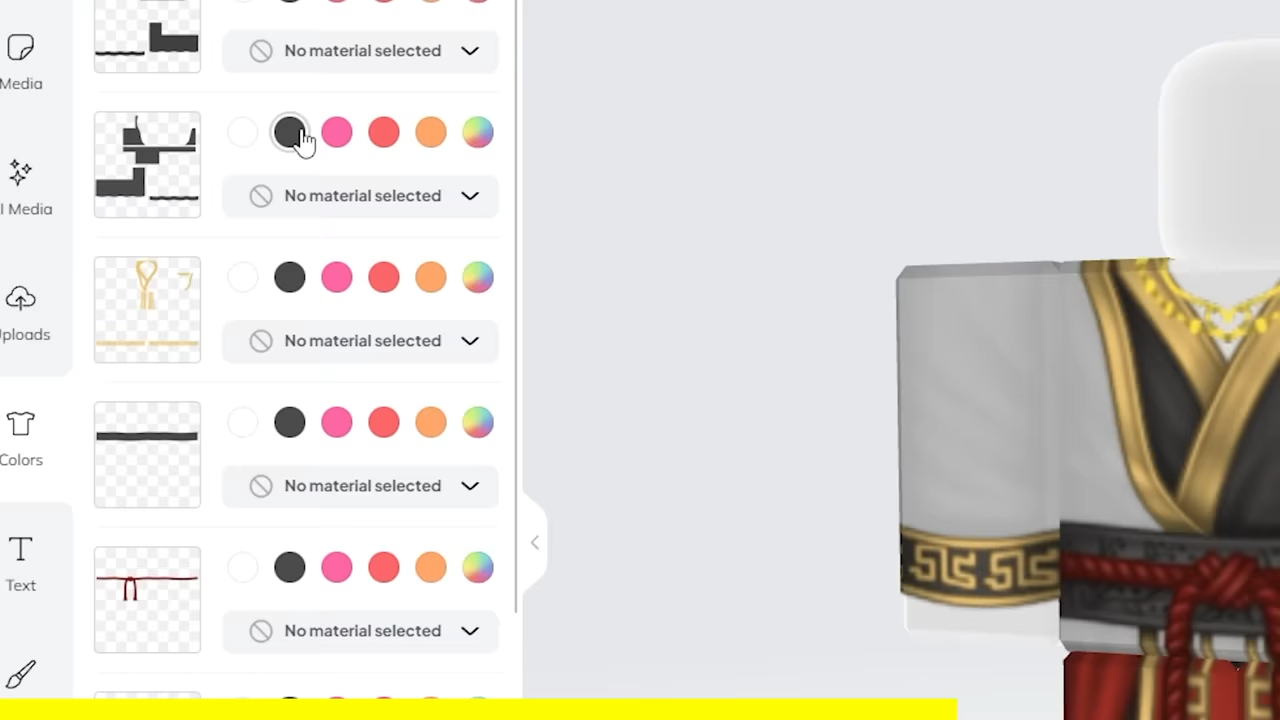 No material selected
Media
No material selected
l Media
No material selected
Uploads
No material selected
Colors
No material selected
Text